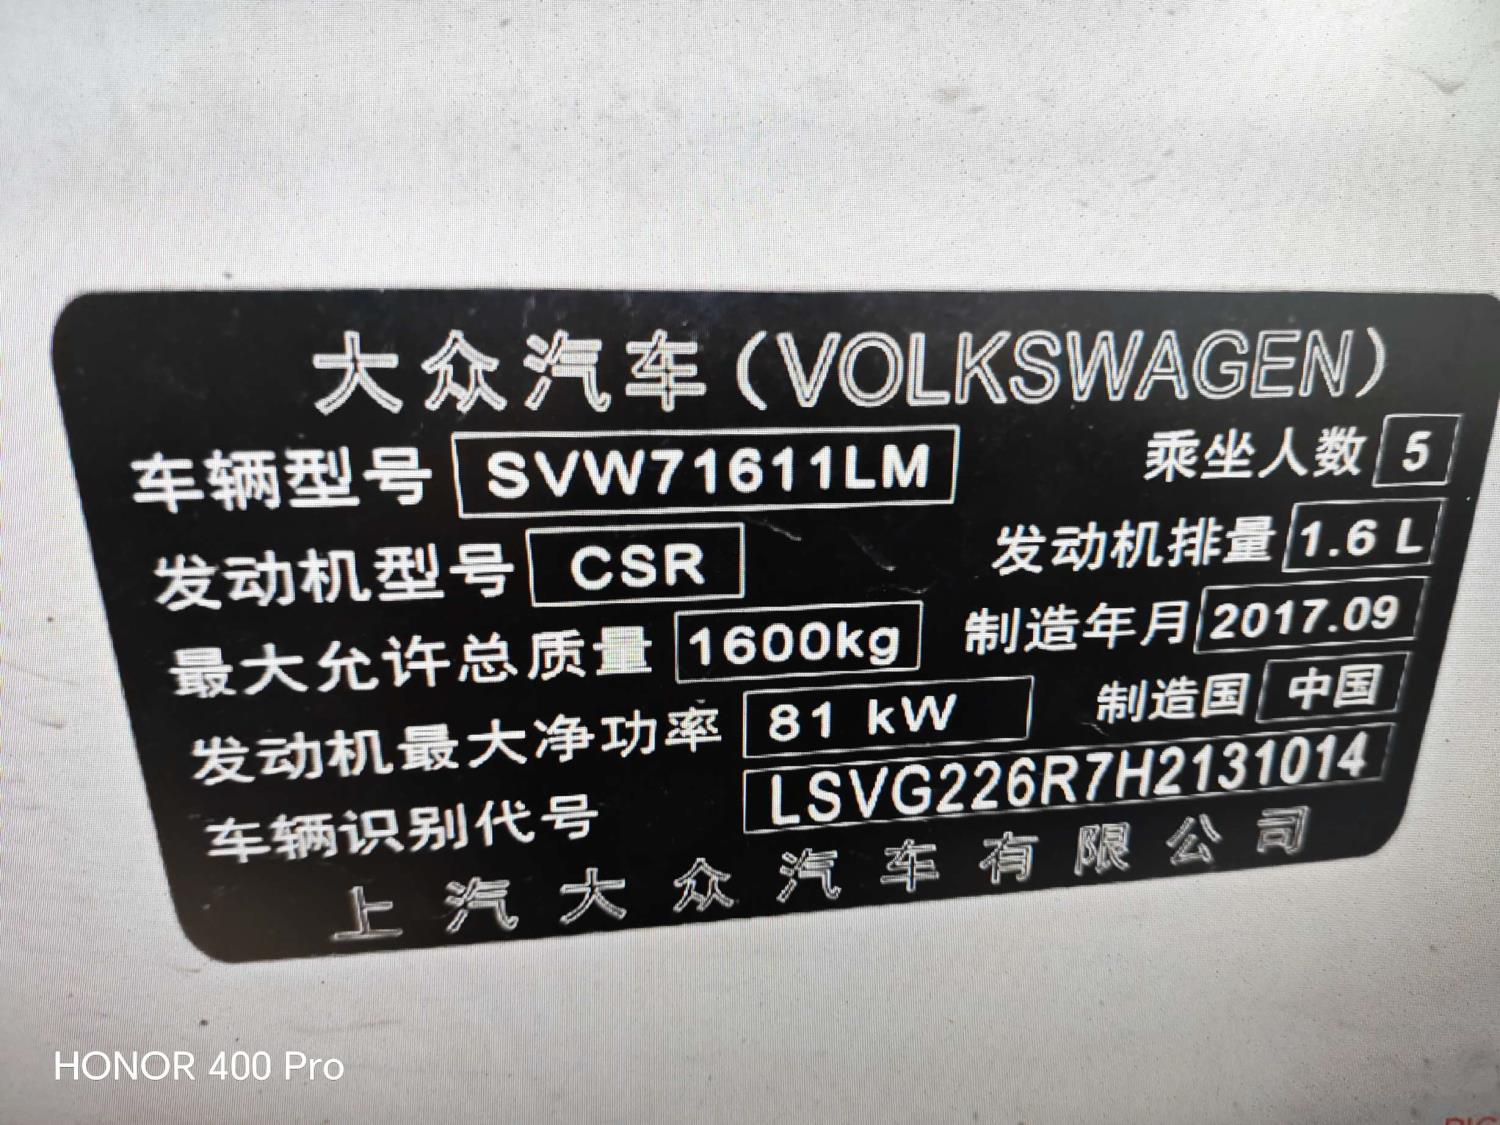 大众汽车(VOLKSWAGEN)
车辆型号 SVW71611LM 乘坐人数 5
发动机型号 CSR 发动机排量 1.6 L
最大允许总质量 1600kg 制造年月 2017.09
发动机最大净功率 81 kW 制造国 中国
车辆识别代号 LSVG226R7H2131014
上汽大众汽车有限公司
HONOR 400 Pro